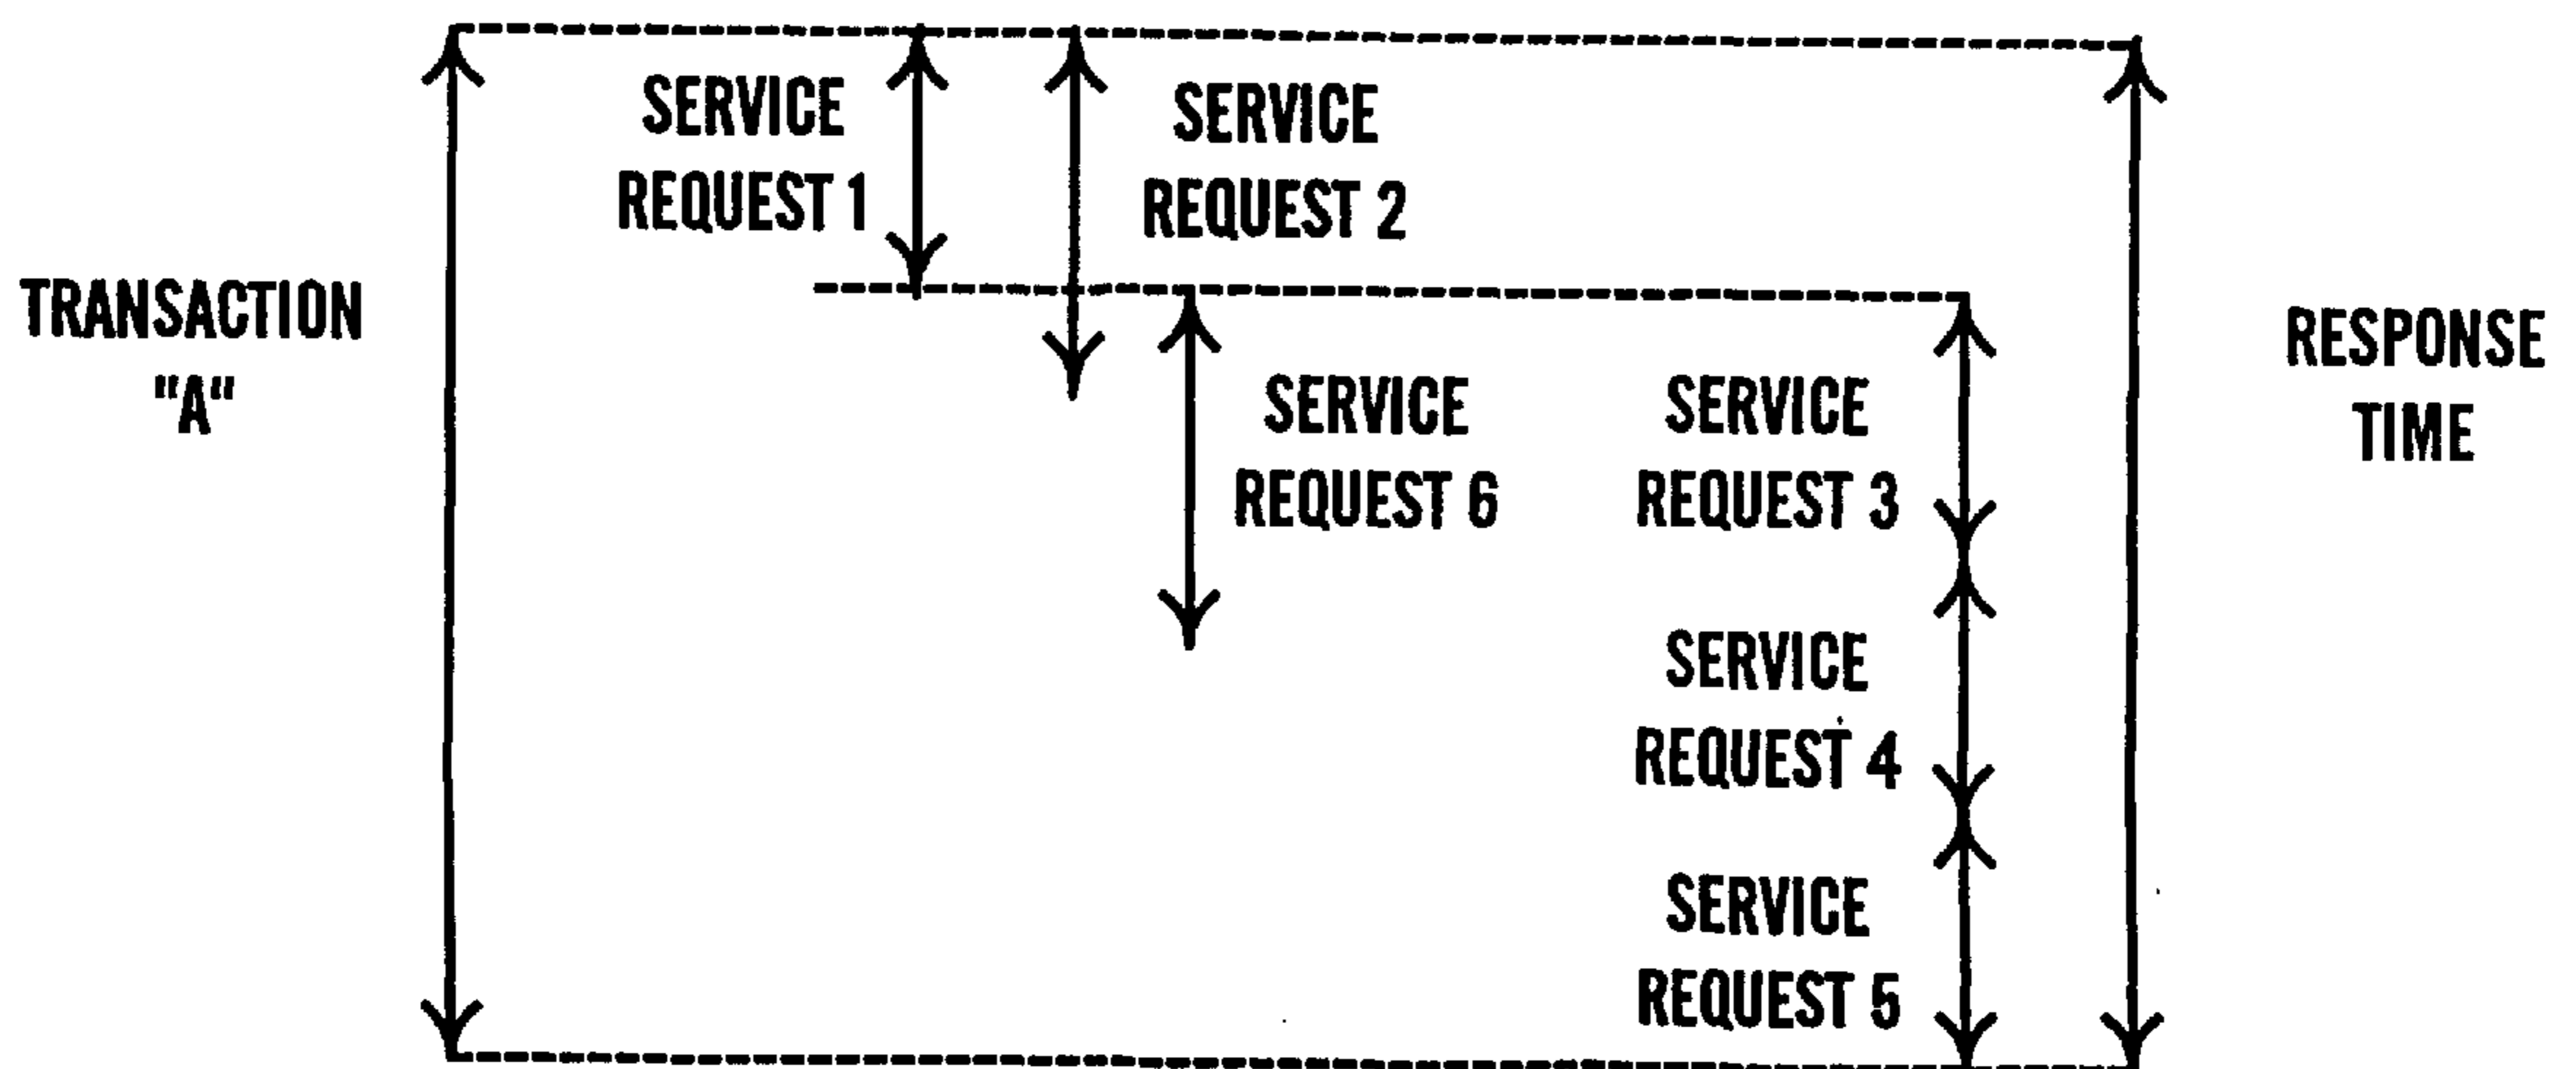 SERVICE
REQUEST 1
SERVICE
REQUEST 2
TRANSACTION
"A"
RESPONSE
TIME
SERVICE
REQUEST 6
SERVICE
REQUEST 3
SERVICE
REQUEST 4
SERVICE
REQUEST 5